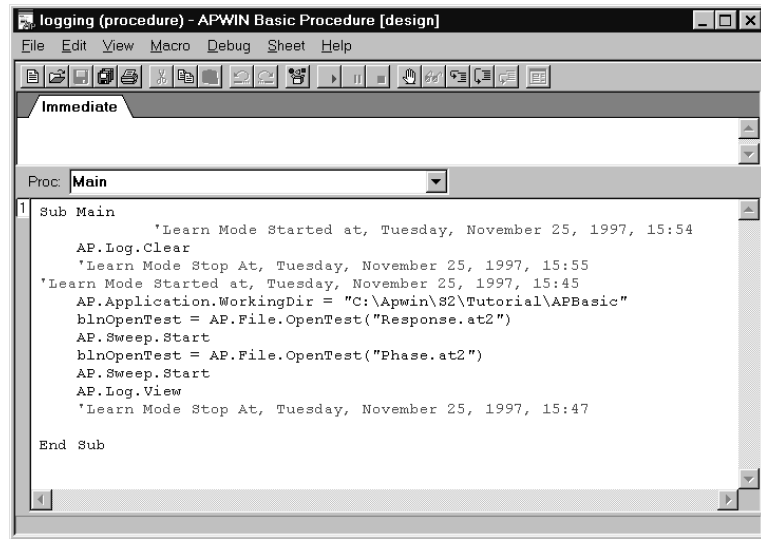 logging (procedure) - APWIN Basic Procedure [design]
File Edit View Macro Debug Sheet Help
Immediate
Proc: Main
1
Sub Main
'Learn Mode Started at, Tuesday, November 25, 1997, 15:54
AP.Log.Clear
'Learn Mode Stop At, Tuesday, November 25, 1997, 15:55
'Learn Mode Started at, Tuesday, November 25, 1997, 15:45
AP.Application.WorkingDir = "C:\Apwin\S2\Tutorial\APBasic"
blnOpenTest = AP.File.OpenTest("Response.at2")
AP.Sweep.Start
blnOpenTest = AP.File.OpenTest("Phase.at2")
AP.Sweep.Start
AP.Log.View
'Learn Mode Stop At, Tuesday, November 25, 1997, 15:47
End Sub